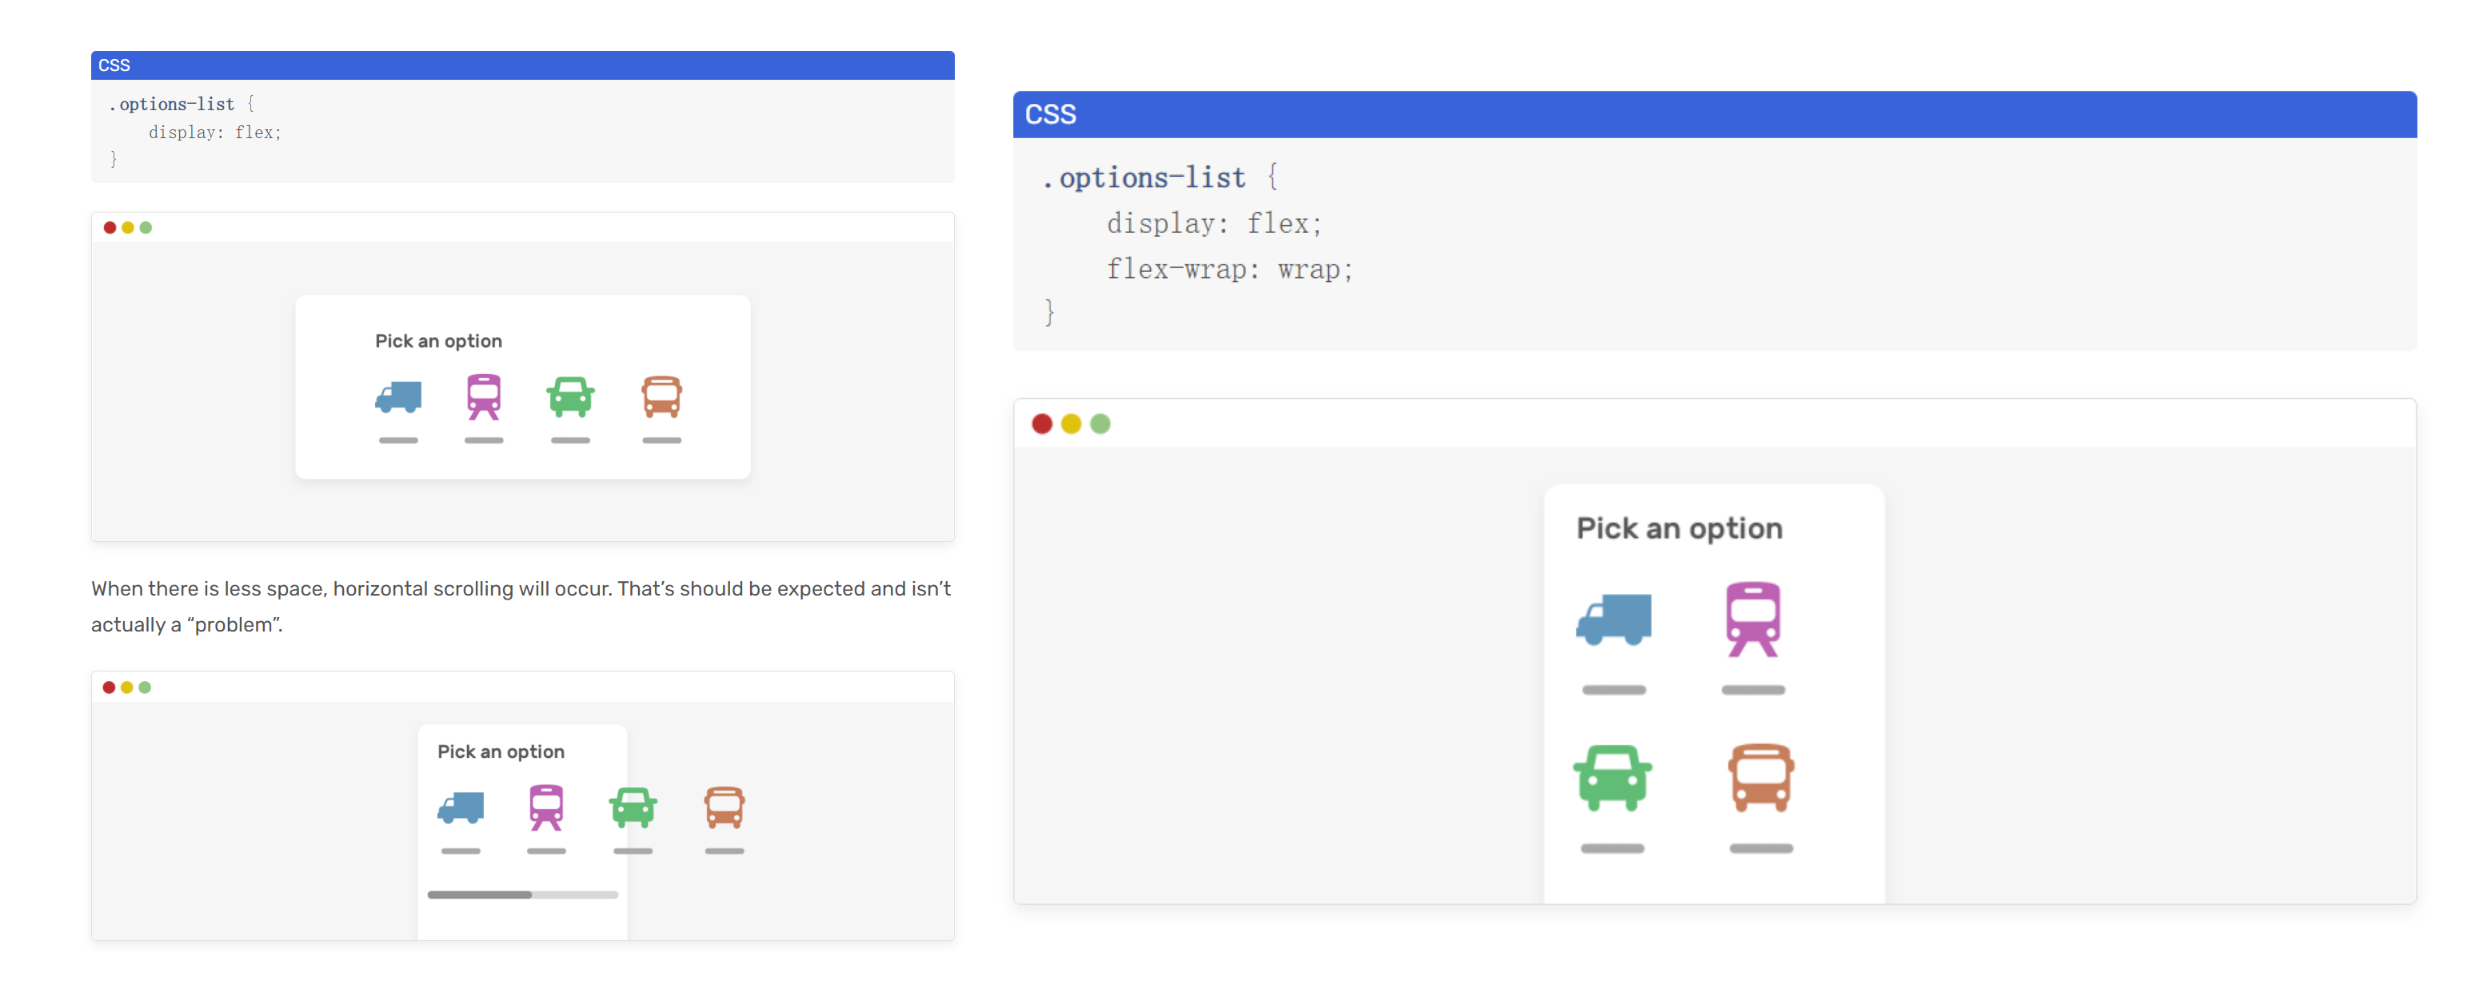 CSS
.options-list {
    display: flex;
}
Pick an option
When there is less space, horizontal scrolling will occur. That’s should be expected and isn’t
actually a “problem”.
Pick an option
CSS
.options-list {
    display: flex;
    flex-wrap: wrap;
}
Pick an option